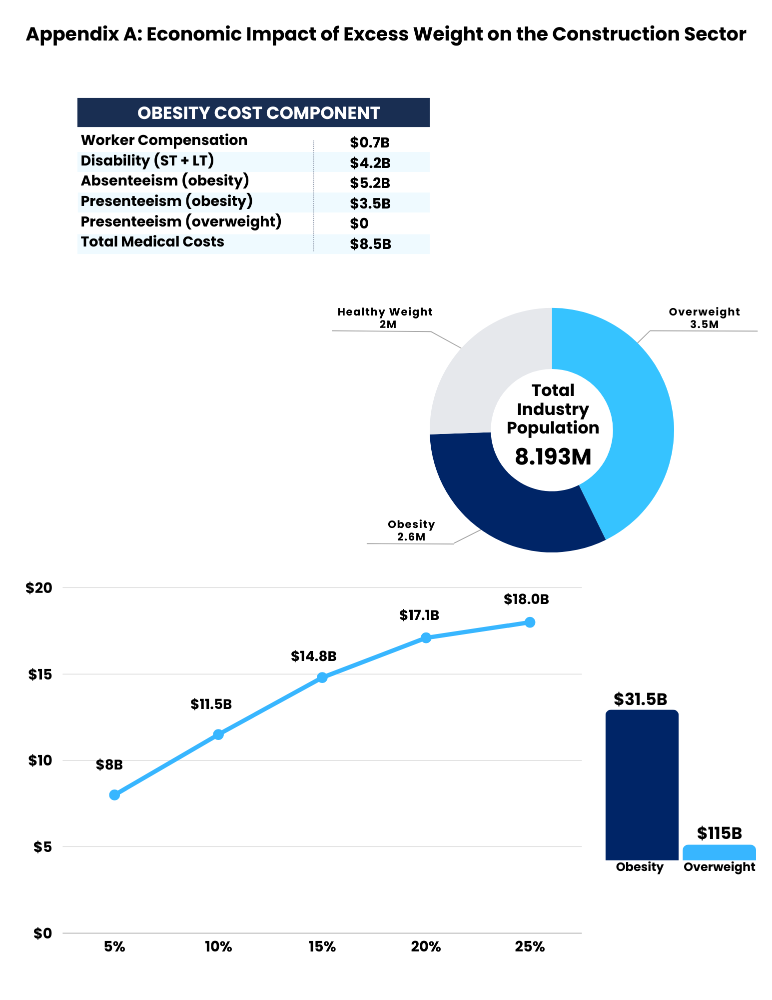 Appendix A: Economic Impact of Excess Weight on the Construction Sector
OBESITY COST COMPONENT
Worker Compensation $0.7B
Disability (ST + LT) $4.2B
Absenteeism (obesity) $5.2B
Presenteeism (obesity) $3.5B
Presenteeism (overweight) $0
Total Medical Costs $8.5B
Healthy Weight
2M
Overweight
3.5M
Total
Industry
Population
8.193M
Obesity
2.6M
$20
$18.0B
$17.1B
$14.8B
$15
$11.5B
$10
$8B
$5
$0
5% 10% 15% 20% 25%
$31.5B
$115B
Obesity Overweight